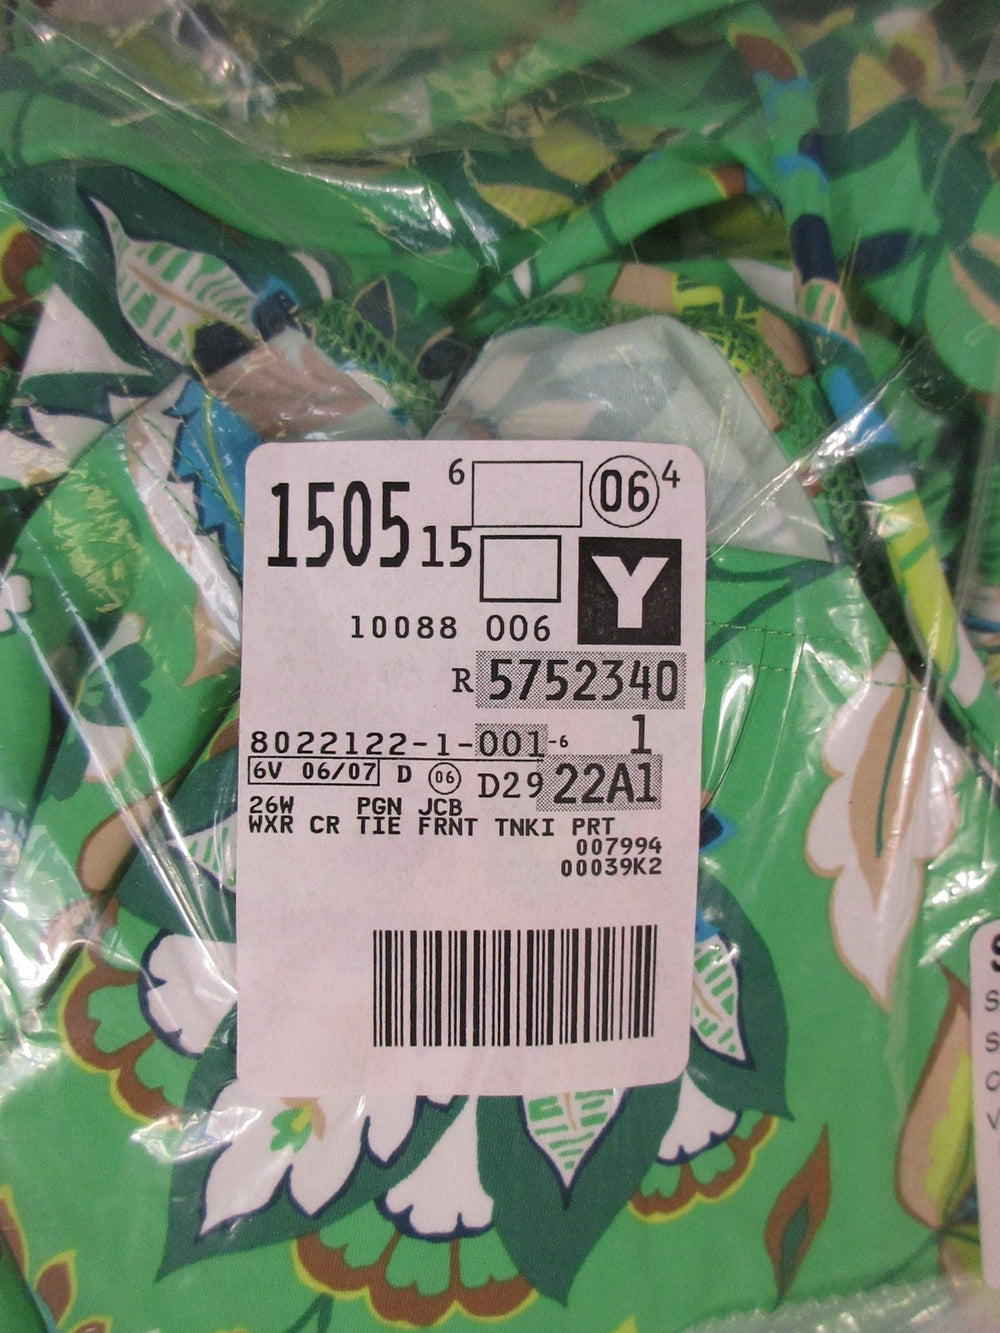 6 06 4
1505 15
Y
10088 006
R 5752340
8022122-1-001-6 1
6V 06/07 D 06 D29 22A1
26W PGN JCB
WXR CR TIE FRNT TNKI PRT
007994
00039K2
S
S
S
C
V